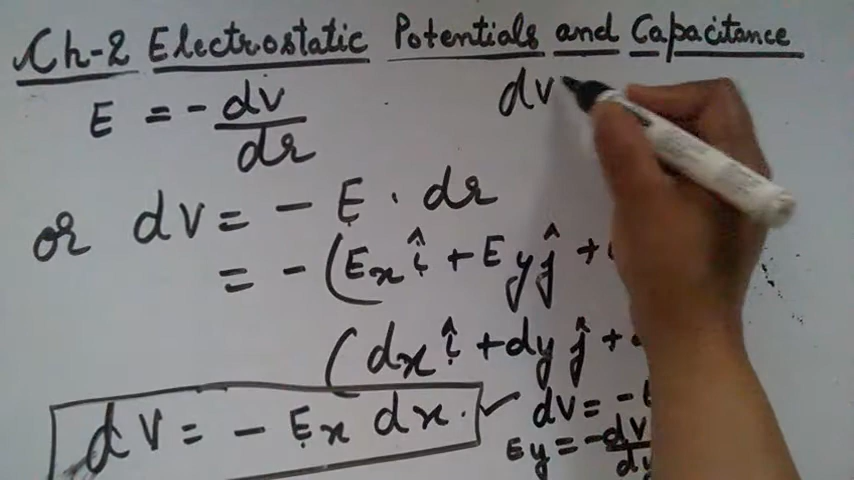 Ch-2 Electrostatic Potentials and Capacitance
E = - dv/dr
dv
or dv = - E . dr
= - (Ex î + Ey ĵ +
(dx î + dy ĵ +
dV = - Ex dx. ✓
dv = -
Ey = - dv/dy